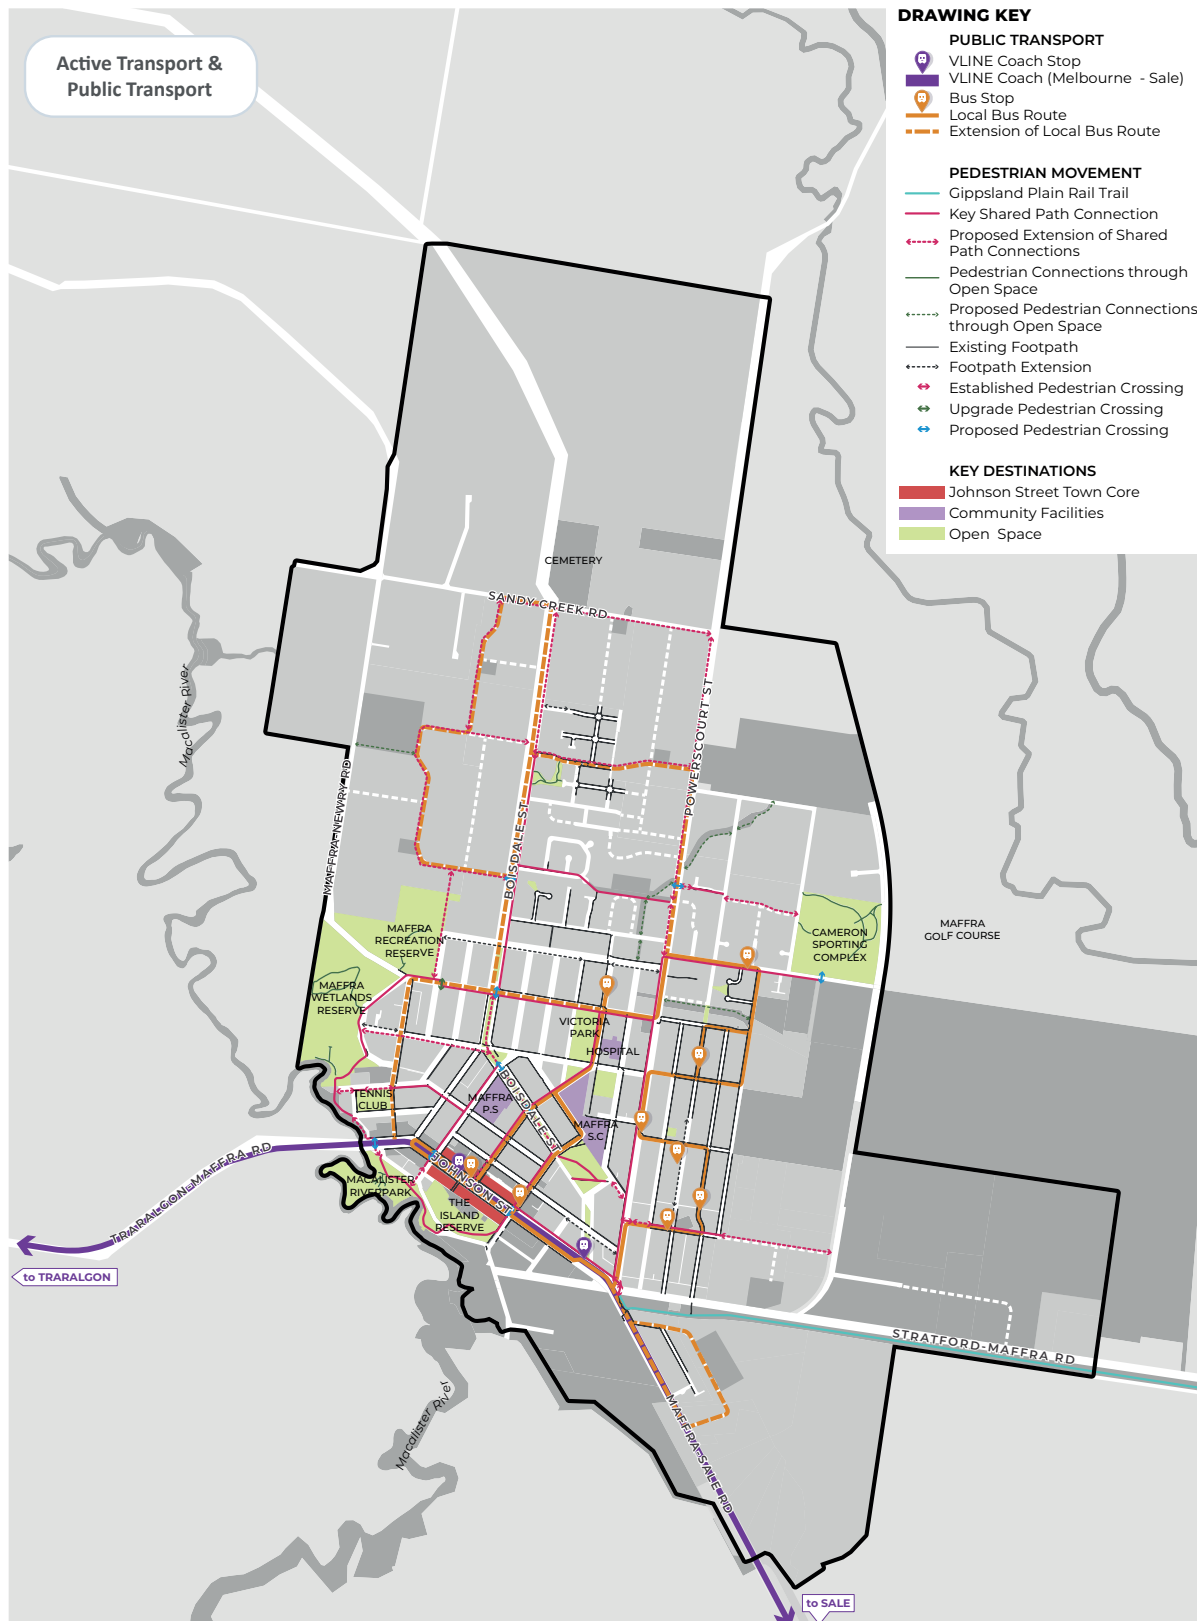 Active Transport &
Public Transport
DRAWING KEY
PUBLIC TRANSPORT
VLINE Coach Stop
VLINE Coach (Melbourne - Sale)
Bus Stop
Local Bus Route
Extension of Local Bus Route
PEDESTRIAN MOVEMENT
Gippsland Plain Rail Trail
Key Shared Path Connection
Proposed Extension of Shared
Path Connections
Pedestrian Connections through
Open Space
Proposed Pedestrian Connections
through Open Space
Existing Footpath
Footpath Extension
Established Pedestrian Crossing
Upgrade Pedestrian Crossing
Proposed Pedestrian Crossing
KEY DESTINATIONS
Johnson Street Town Core
Community Facilities
Open Space
CEMETERY
SANDY CREEK RD
Macalister River
POWERSCOURT ST
MAFFRA-NEWRY RD
BOISDALE ST
MAFFRA
RECREATION
RESERVE
CAMERON
SPORTING
COMPLEX
MAFFRA
GOLF COURSE
MAFFRA
WETLANDS
RESERVE
VICTORIA
PARK
HOSPITAL
BOISDALE ST
TENNIS
CLUB
MAFFRA
P.S
MAFFRA
S.C
JOHNSON ST
TRARALGON-MAFFRA RD
MACALISTER
RIVERPARK
THE
ISLAND
RESERVE
to TRARALGON
STRATFORD-MAFFRA RD
Macalister River
MAFFRA-SALE RD
to SALE